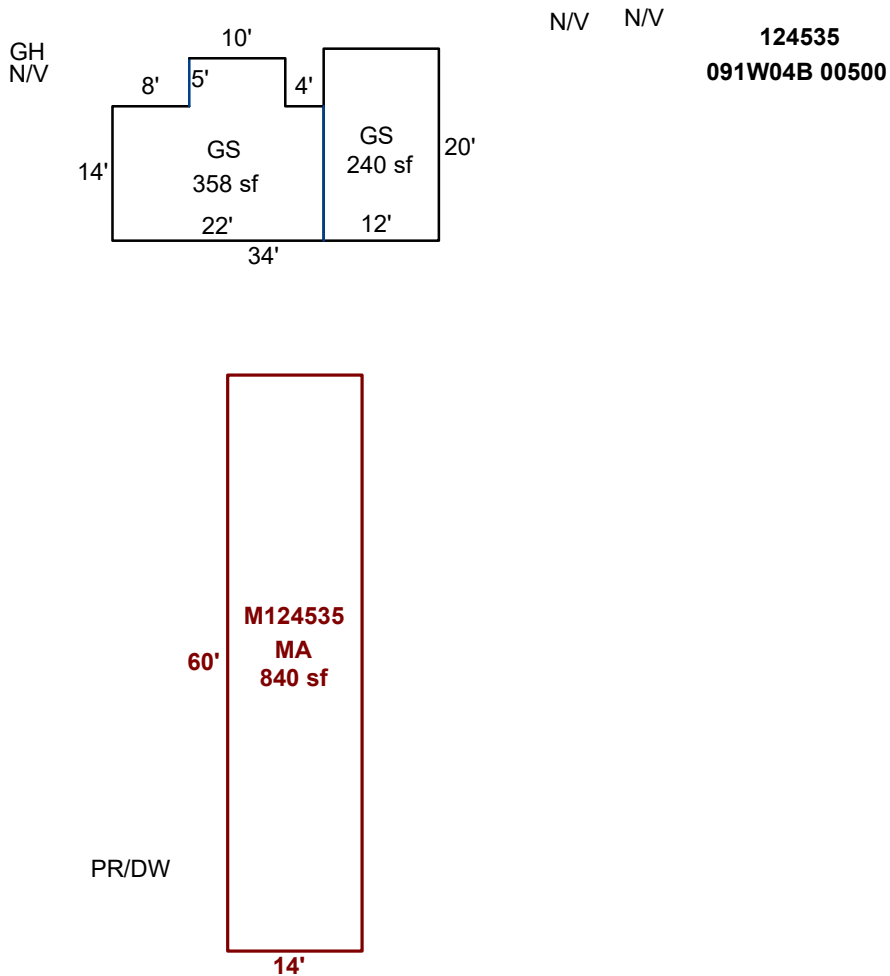 N/V N/V
124535
091W04B 00500
GH
N/V
10'
8'
5'
4'
14'
GS
358 sf
GS
240 sf
20'
22'
12'
34'
M124535
MA
840 sf
60'
PR/DW
14'